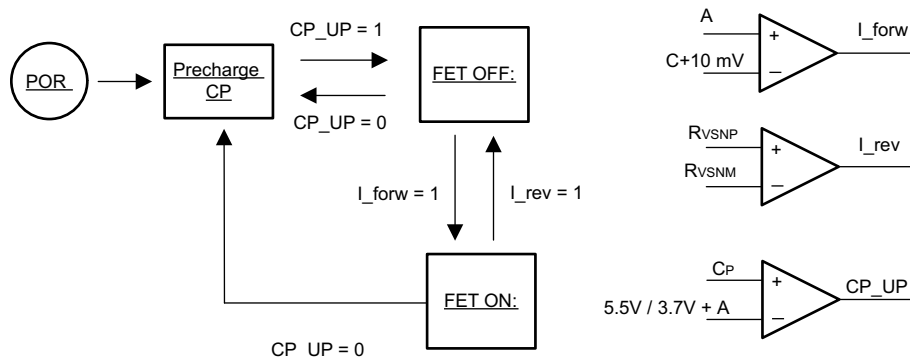 POR
Precharge
CP
CP_UP = 1
CP_UP = 0
FET OFF:
I_forw = 1
I_rev = 1
FET ON:
CP_UP = 0
A
+
C+10 mV
−
I_forw
RVSNP
+
RVSNM
−
I_rev
CP
+
5.5V / 3.7V + A
−
CP_UP